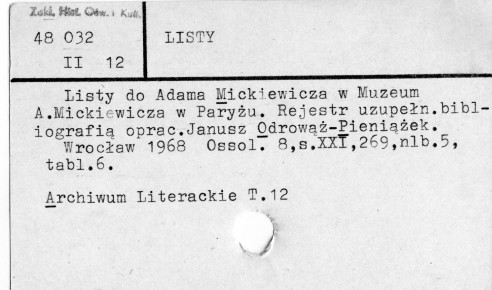 Zakł. Hist. Ośw. i Kult.
48 032
II 12
LISTY
Listy do Adama Mickiewicza w Muzeum
A.Mickiewicza w Paryżu. Rejestr uzupełn.bibl-
iografią oprac.Janusz Odrowąż-Pieniążek.
Wrocław 1968 Ossol. 8,s.XXI,269,nlb.5,
tabl.6.
Archiwum Literackie T.12